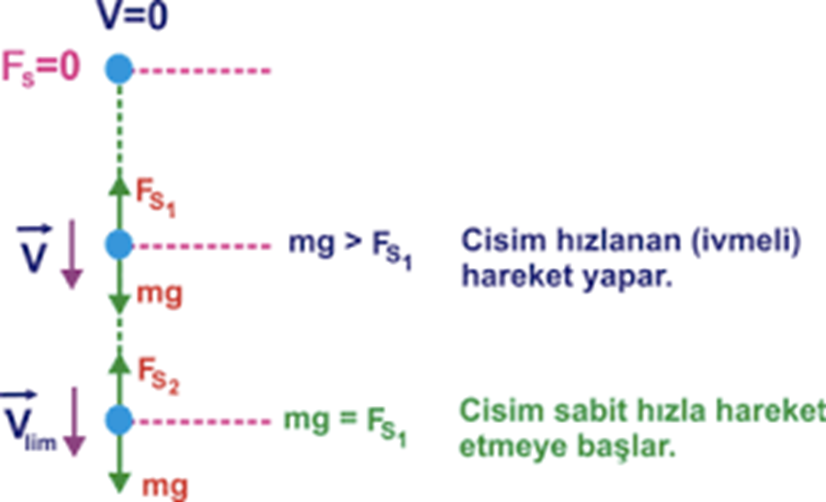 V=0
Fs=0
FS1
V
mg > FS1
Cisim hızlanan (ivmeli)
hareket yapar.
mg
FS2
Vlim
mg = FS1
Cisim sabit hızla hareket
etmeye başlar.
mg